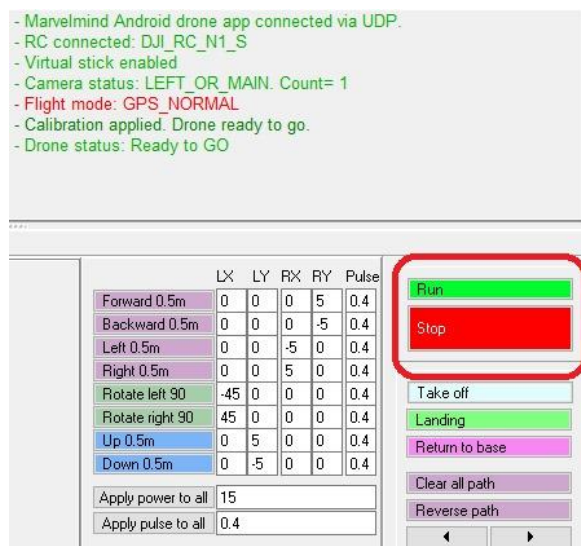 - Marvelmind Android drone app connected via UDP.
- RC connected: DJI_RC_N1_S
- Virtual stick enabled
- Camera status: LEFT_OR_MAIN. Count= 1
- Flight mode: GPS_NORMAL
- Calibration applied. Drone ready to go.
- Drone status: Ready to GO
LX LY RX RY Pulse
Forward 0.5m 0 0 0 5 0.4
Backward 0.5m 0 0 0 -5 0.4
Left 0.5m 0 0 -5 0 0.4
Right 0.5m 0 0 5 0 0.4
Rotate left 90 -45 0 0 0 0.4
Rotate right 90 45 0 0 0 0.4
Up 0.5m 0 5 0 0 0.4
Down 0.5m 0 -5 0 0 0.4
Apply power to all 15
Apply pulse to all 0.4
Run
Stop
Take off
Landing
Return to base
Clear all path
Reverse path